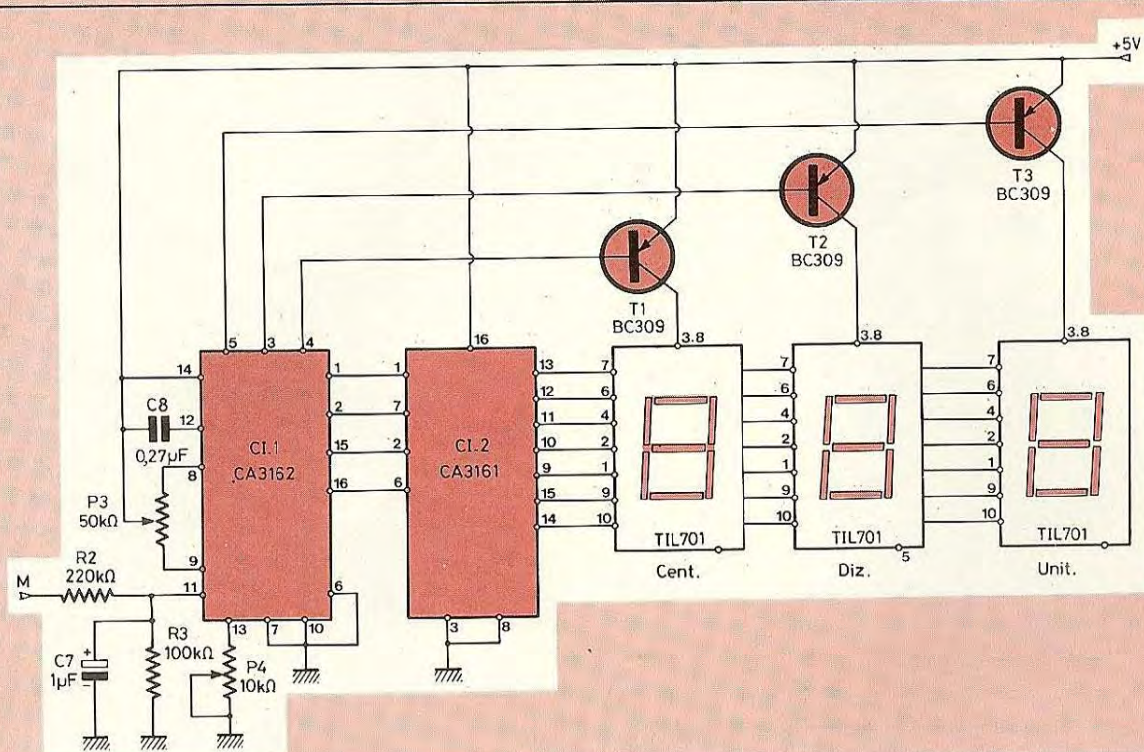 +5V
T3
BC309
T2
BC309
T1
BC309
5 3 4
16
3.8
3.8
3.8
14
12
8
9
11
C8
0,27µF
P3
50kΩ
CI.1
CA3162
1
2
15
16
6
13 7 10
1
7
2
6
CI.2
CA3161
13
12
11
10
9
15
14
3 8
7
6
4
2
1
9
10
TIL701
Cent.
7
6
4
2
1
9
10
TIL701
5
Diz.
7
6
4
2
1
9
10
TIL701
Unit.
M
R2
220kΩ
C7
1µF
+
R3
100kΩ
P4
10kΩ